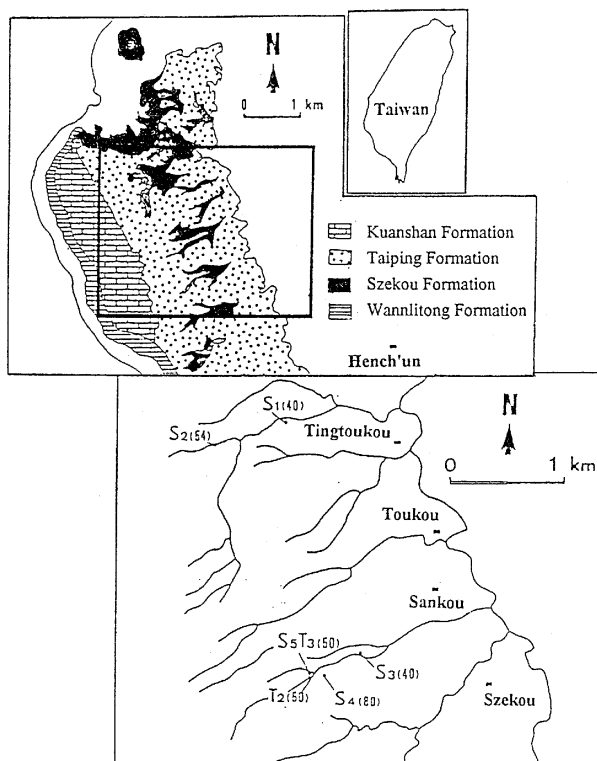 N
0 1 km
Taiwan
Kuanshan Formation
Taiping Formation
Szekou Formation
Wannlitong Formation
Hench'un
N
0 1 km
S1(40)
S2(54)
Tingtoukou
Toukou
Sankou
S5T3(50)
S3(40)
T2(50)
S4(80)
Szekou